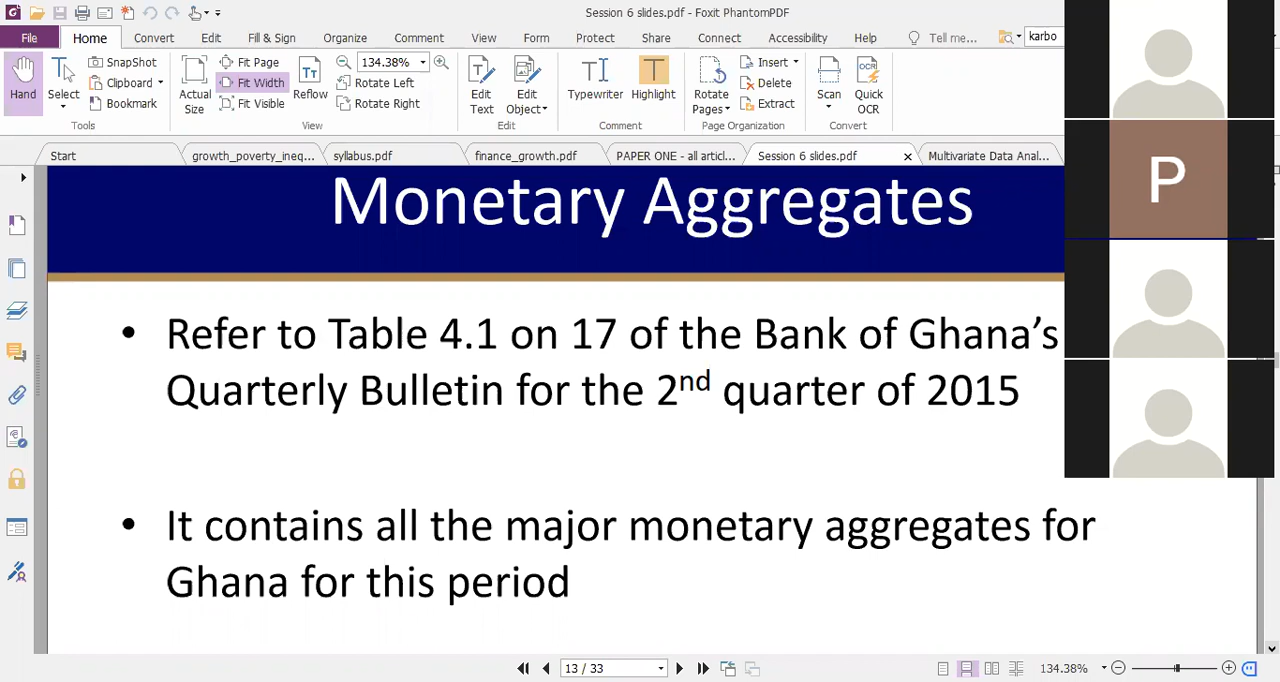 Session 6 slides.pdf - Foxit PhantomPDF
File Home Convert Edit Fill & Sign Organize Comment View Form Protect Share Connect Accessibility Help Tell me... karbo
SnapShot Fit Page 134.38% Rotate Left Insert
Clipboard Fit Width Rotate Right Delete
Bookmark Fit Visible Extract
Hand Select Actual Size Reflow Edit Text Edit Object Typewriter Highlight Rotate Pages Scan Quick OCR
Tools View Edit Comment Page Organization Convert
Start growth_poverty_ineq... syllabus.pdf finance_growth.pdf PAPER ONE - all articl... Session 6 slides.pdf Multivariate Data Anal...
P
Monetary Aggregates
• Refer to Table 4.1 on 17 of the Bank of Ghana’s
Quarterly Bulletin for the 2nd quarter of 2015
• It contains all the major monetary aggregates for
Ghana for this period
13 / 33 134.38%